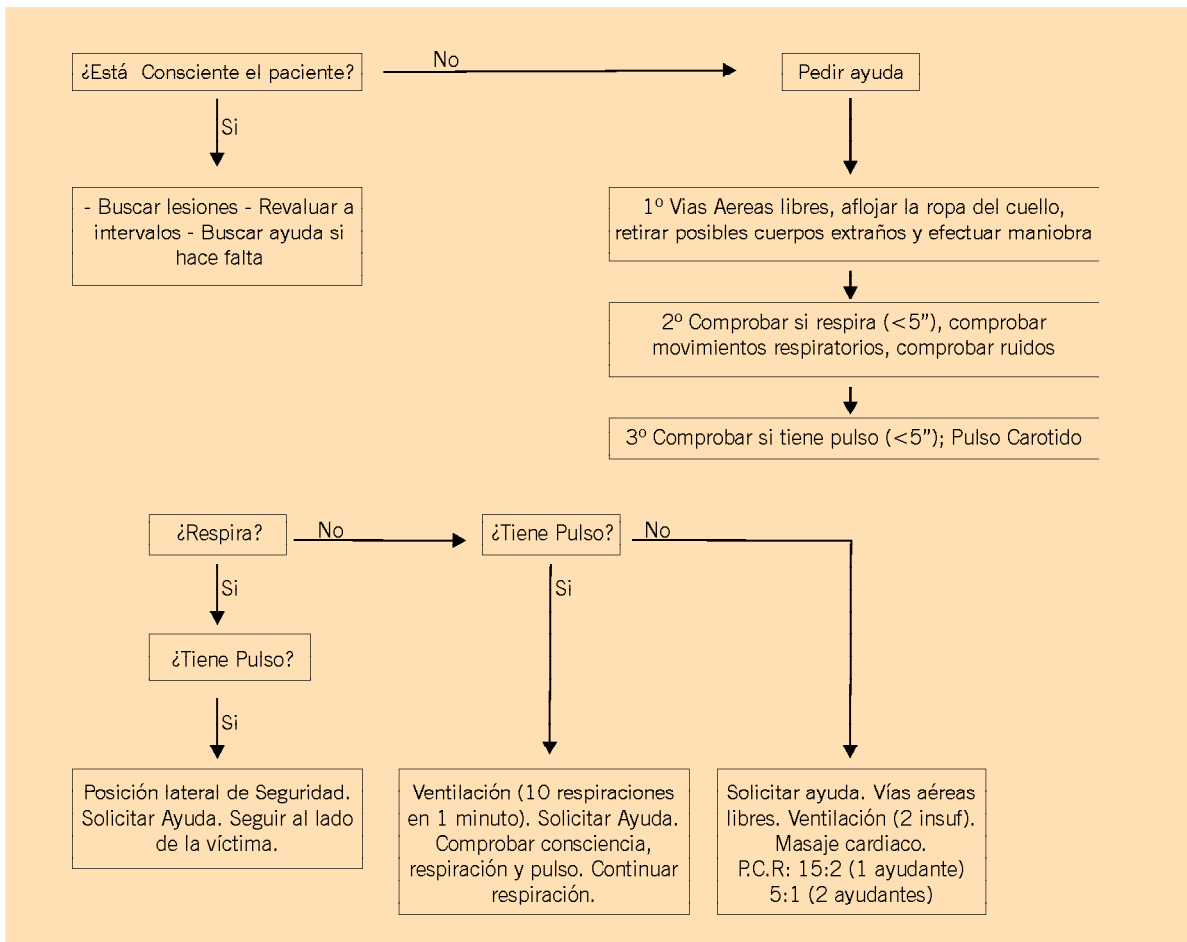 ¿Está Consciente el paciente?
No
Pedir ayuda
Si
- Buscar lesiones - Revaluar a
intervalos - Buscar ayuda si
hace falta
1º Vias Aereas libres, aflojar la ropa del cuello,
retirar posibles cuerpos extraños y efectuar maniobra
2º Comprobar si respira (<5”), comprobar
movimientos respiratorios, comprobar ruidos
3º Comprobar si tiene pulso (<5”); Pulso Carotido
¿Respira?
No
¿Tiene Pulso?
No
Si
Si
¿Tiene Pulso?
Si
Posición lateral de Seguridad.
Solicitar Ayuda. Seguir al lado
de la víctima.
Ventilación (10 respiraciones
en 1 minuto). Solicitar Ayuda.
Comprobar consciencia,
respiración y pulso. Continuar
respiración.
Solicitar ayuda. Vías aéreas
libres. Ventilación (2 insuf).
Masaje cardiaco.
P.C.R: 15:2 (1 ayudante)
5:1 (2 ayudantes)